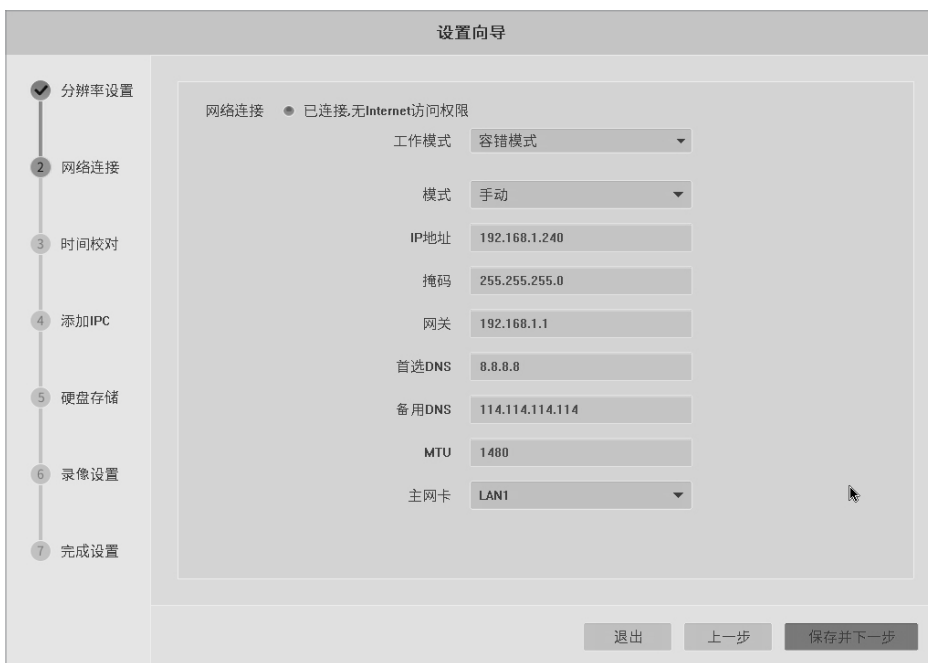 设置向导
分辨率设置
2 网络连接
3 时间校对
4 添加IPC
5 硬盘存储
6 录像设置
7 完成设置
网络连接 已连接,无Internet访问权限
工作模式 容错模式
模式 手动
IP地址 192.168.1.240
掩码 255.255.255.0
网关 192.168.1.1
首选DNS 8.8.8.8
备用DNS 114.114.114.114
MTU 1480
主网卡 LAN1
退出 上一步 保存并下一步